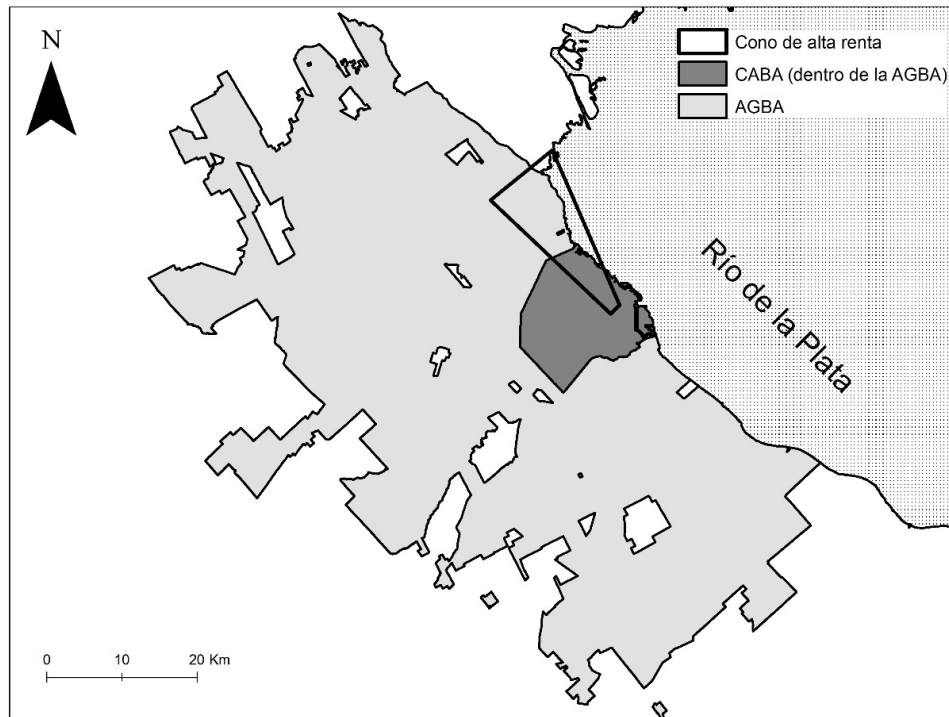 N
Cono de alta renta
CABA (dentro de la AGBA)
AGBA
Río de la Plata
0 10 20 Km